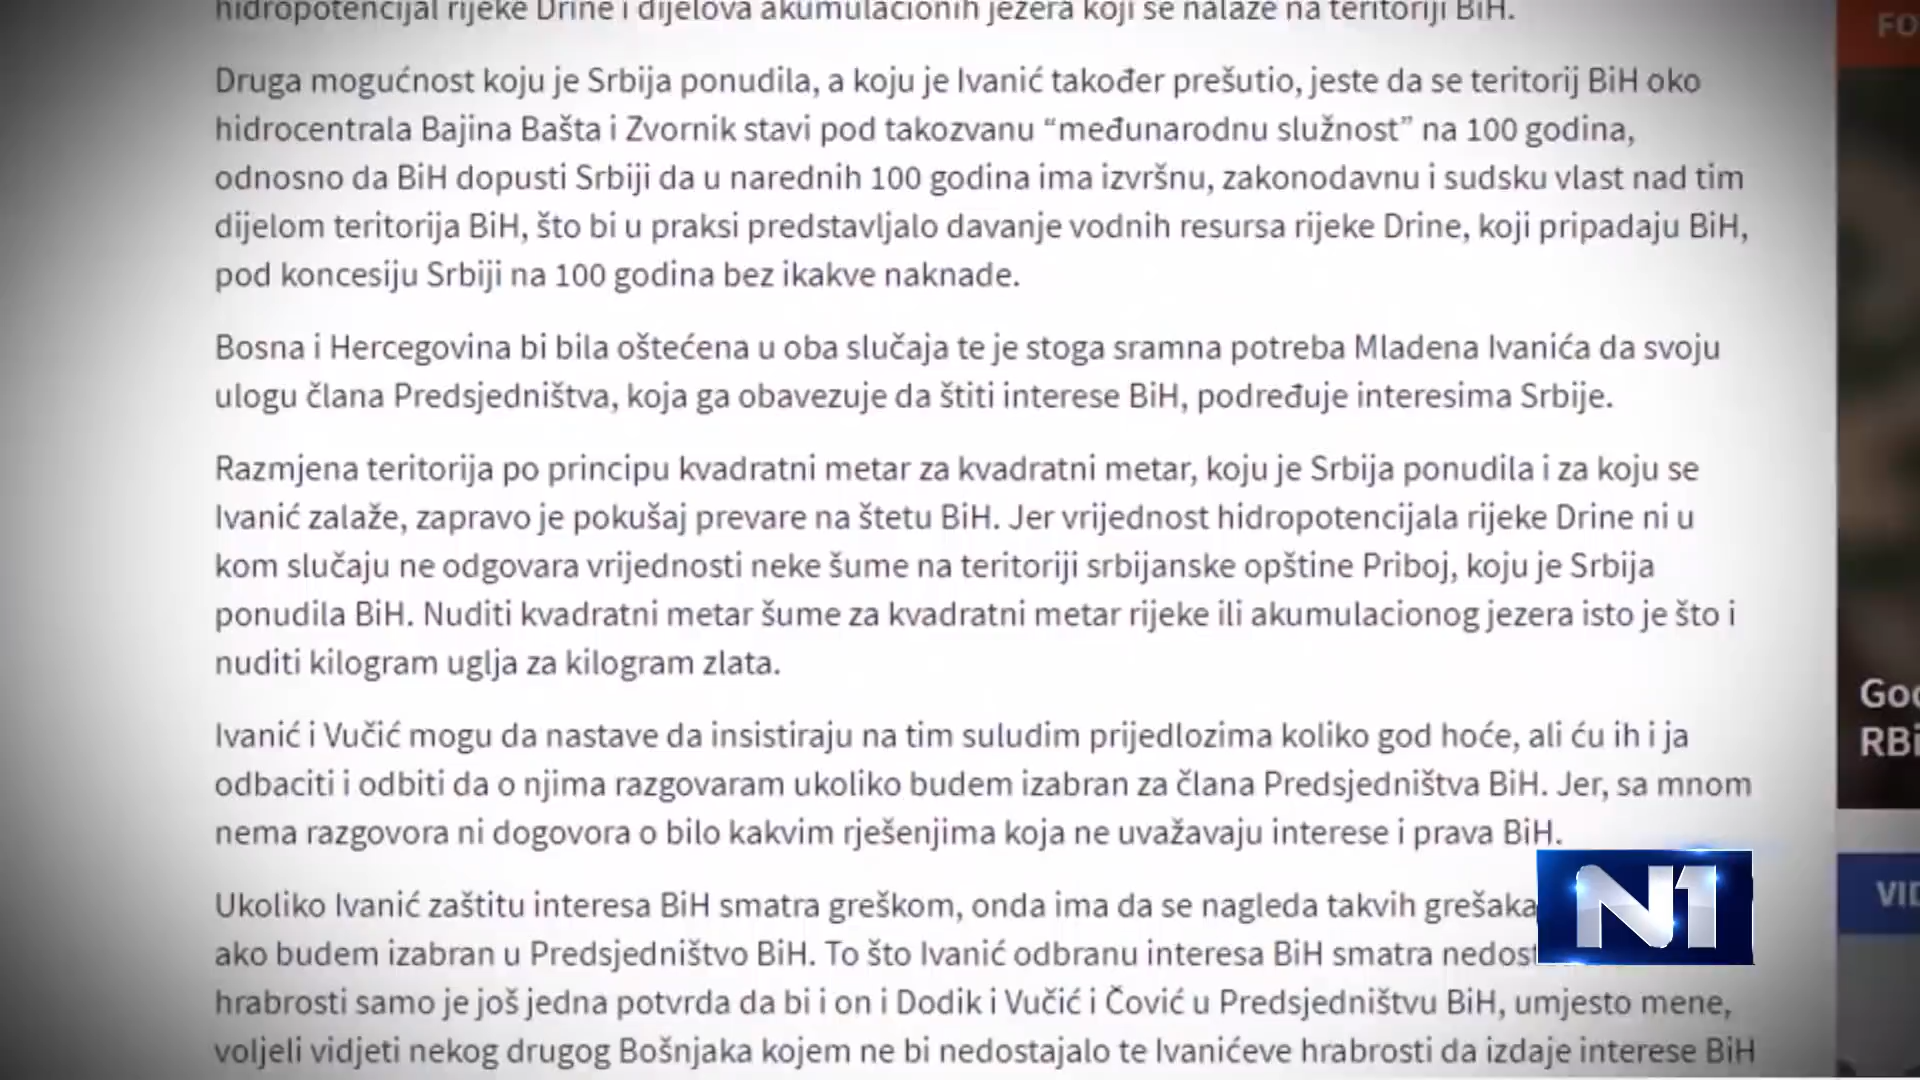 hidropotencijal rijeke Drine i dijelova akumulacionih jezera koji se nalaze na teritoriji BiH.
Druga mogućnost koju je Srbija ponudila, a koju je Ivanić također prešutio, jeste da se teritorij BiH oko
hidrocentrala Bajina Bašta i Zvornik stavi pod takozvanu “međunarodnu služnost” na 100 godina,
odnosno da BiH dopusti Srbiji da u narednih 100 godina ima izvršnu, zakonodavnu i sudsku vlast nad tim
dijelom teritorija BiH, što bi u praksi predstavljalo davanje vodnih resursa rijeke Drine, koji pripadaju BiH,
pod koncesiju Srbiji na 100 godina bez ikakve naknade.
Bosna i Hercegovina bi bila oštećena u oba slučaja te je stoga sramna potreba Mladena Ivanića da svoju
ulogu člana Predsjedništva, koja ga obavezuje da štiti interese BiH, podređuje interesima Srbije.
Razmjena teritorija po principu kvadratni metar za kvadratni metar, koju je Srbija ponudila i za koju se
Ivanić zalaže, zapravo je pokušaj prevare na štetu BiH. Jer vrijednost hidropotencijala rijeke Drine ni u
kom slučaju ne odgovara vrijednosti neke šume na teritoriji srbijanske opštine Priboj, koju je Srbija
ponudila BiH. Nuditi kvadratni metar šume za kvadratni metar rijeke ili akumulacionog jezera isto je što i
nuditi kilogram uglja za kilogram zlata.
Ivanić i Vučić mogu da nastave da insistiraju na tim suludim prijedlozima koliko god hoće, ali ću ih i ja
odbaciti i odbiti da o njima razgovaram ukoliko budem izabran za člana Predsjedništva BiH. Jer, sa mnom
nema razgovora ni dogovora o bilo kakvim rješenjima koja ne uvažavaju interese i prava BiH.
Ukoliko Ivanić zaštitu interesa BiH smatra greškom, onda ima da se nagleda takvih grešaka
ako budem izabran u Predsjedništvo BiH. To što Ivanić odbranu interesa BiH smatra
hrabrosti samo je još jedna potvrda da bi i on i Dodik i Vučić i Čović u Predsjedništvu BiH, umjesto mene,
voljeli vidjeti nekog drugog Bošnjaka kojem ne bi nedostajalo te Ivanićeve hrabrosti da izdaje interese BiH
N1